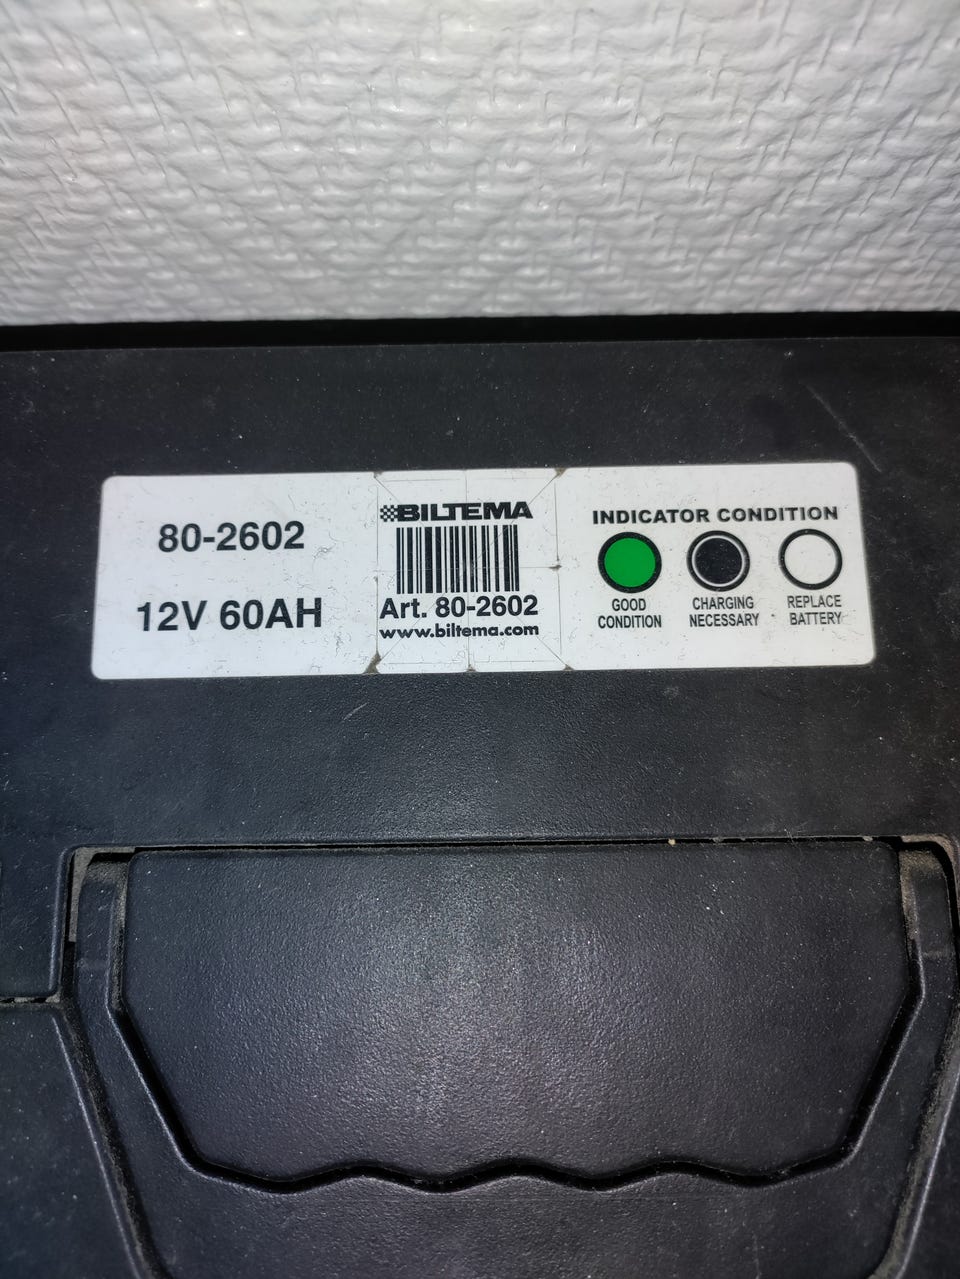 80-2602
12V 60AH
BILTEMA
Art. 80-2602
www.biltema.com
INDICATOR CONDITION
GOOD
CONDITION
CHARGING
NECESSARY
REPLACE
BATTERY